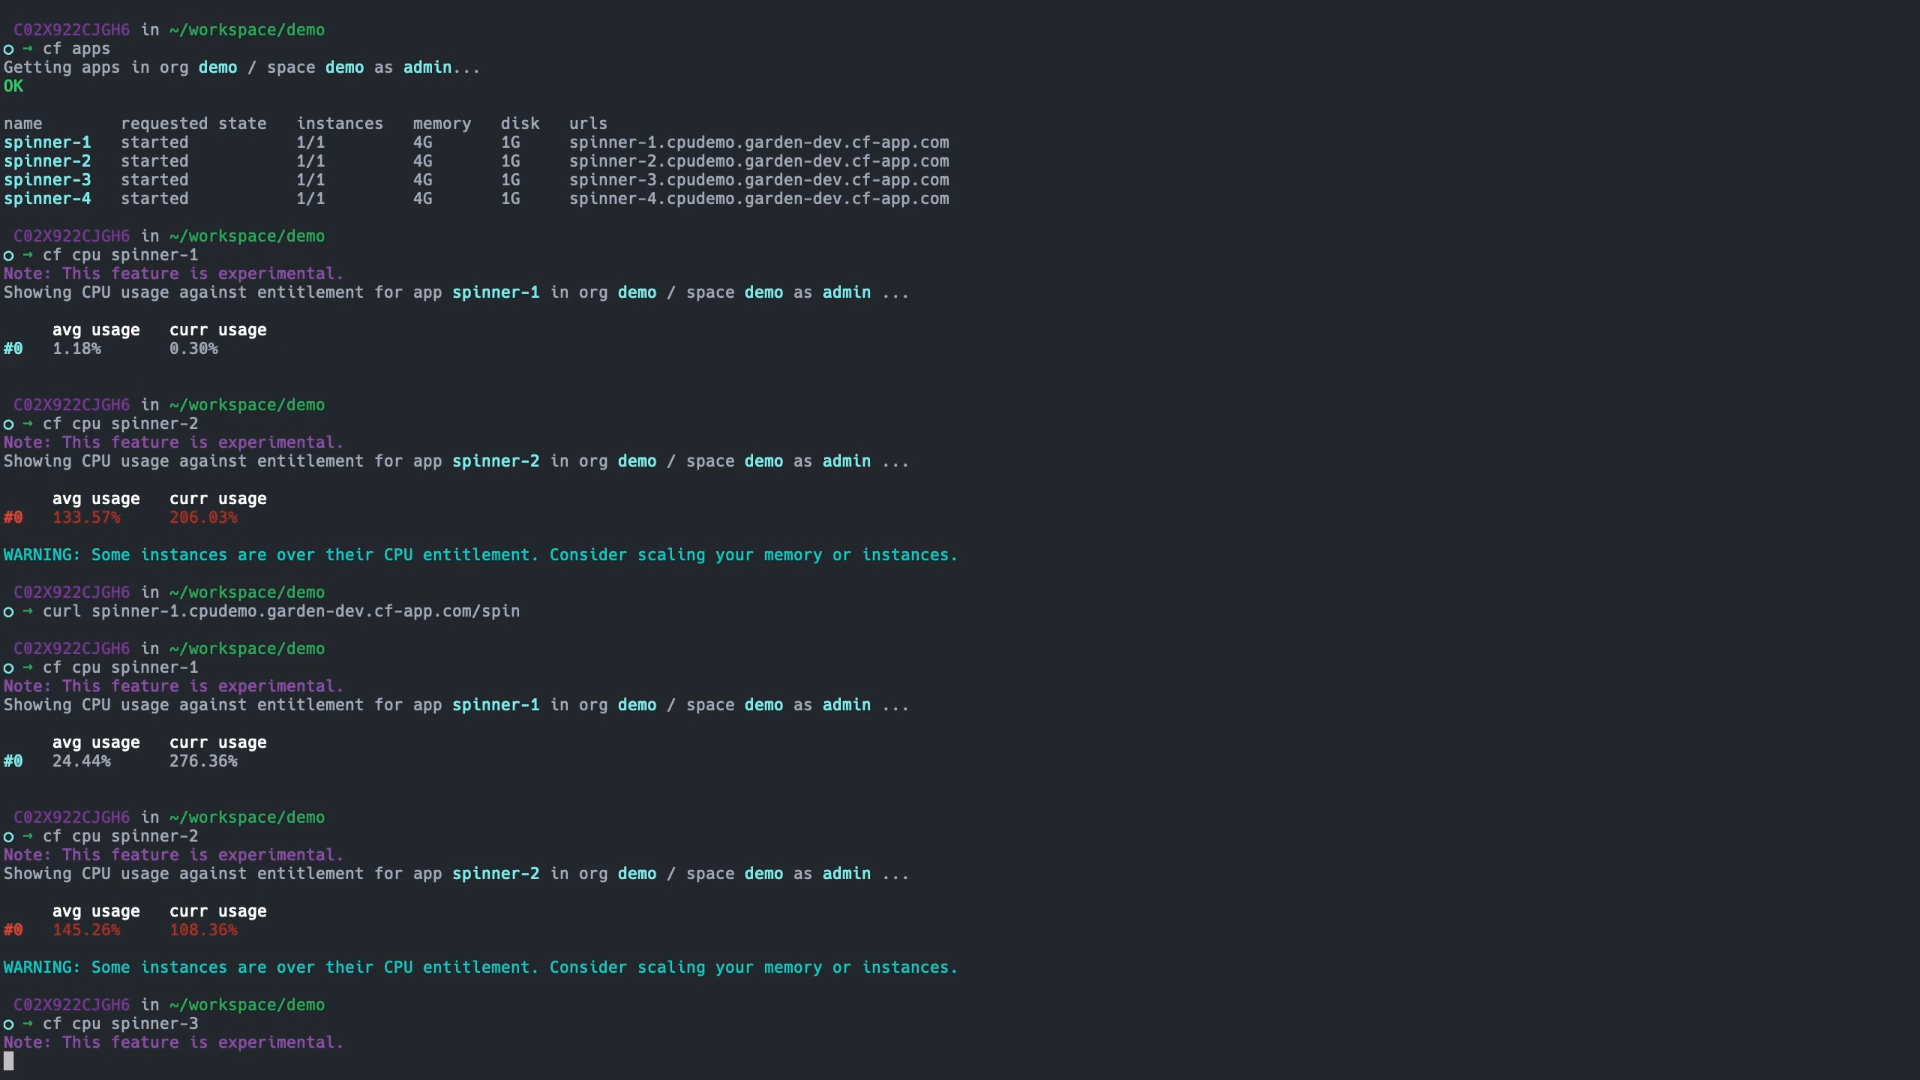 C02X922CJGH6 in ~/workspace/demo
○ → cf apps
Getting apps in org demo / space demo as admin...
OK
name requested state instances memory disk urls
spinner-1 started 1/1 4G 1G spinner-1.cpudemo.garden-dev.cf-app.com
spinner-2 started 1/1 4G 1G spinner-2.cpudemo.garden-dev.cf-app.com
spinner-3 started 1/1 4G 1G spinner-3.cpudemo.garden-dev.cf-app.com
spinner-4 started 1/1 4G 1G spinner-4.cpudemo.garden-dev.cf-app.com
C02X922CJGH6 in ~/workspace/demo
○ → cf cpu spinner-1
Note: This feature is experimental.
Showing CPU usage against entitlement for app spinner-1 in org demo / space demo as admin ...
avg usage curr usage
#0 1.18% 0.30%
C02X922CJGH6 in ~/workspace/demo
○ → cf cpu spinner-2
Note: This feature is experimental.
Showing CPU usage against entitlement for app spinner-2 in org demo / space demo as admin ...
avg usage curr usage
#0 133.57% 206.03%
WARNING: Some instances are over their CPU entitlement. Consider scaling your memory or instances.
C02X922CJGH6 in ~/workspace/demo
○ → curl spinner-1.cpudemo.garden-dev.cf-app.com/spin
C02X922CJGH6 in ~/workspace/demo
○ → cf cpu spinner-1
Note: This feature is experimental.
Showing CPU usage against entitlement for app spinner-1 in org demo / space demo as admin ...
avg usage curr usage
#0 24.44% 276.36%
C02X922CJGH6 in ~/workspace/demo
○ → cf cpu spinner-2
Note: This feature is experimental.
Showing CPU usage against entitlement for app spinner-2 in org demo / space demo as admin ...
avg usage curr usage
#0 145.26% 108.36%
WARNING: Some instances are over their CPU entitlement. Consider scaling your memory or instances.
C02X922CJGH6 in ~/workspace/demo
○ → cf cpu spinner-3
Note: This feature is experimental.